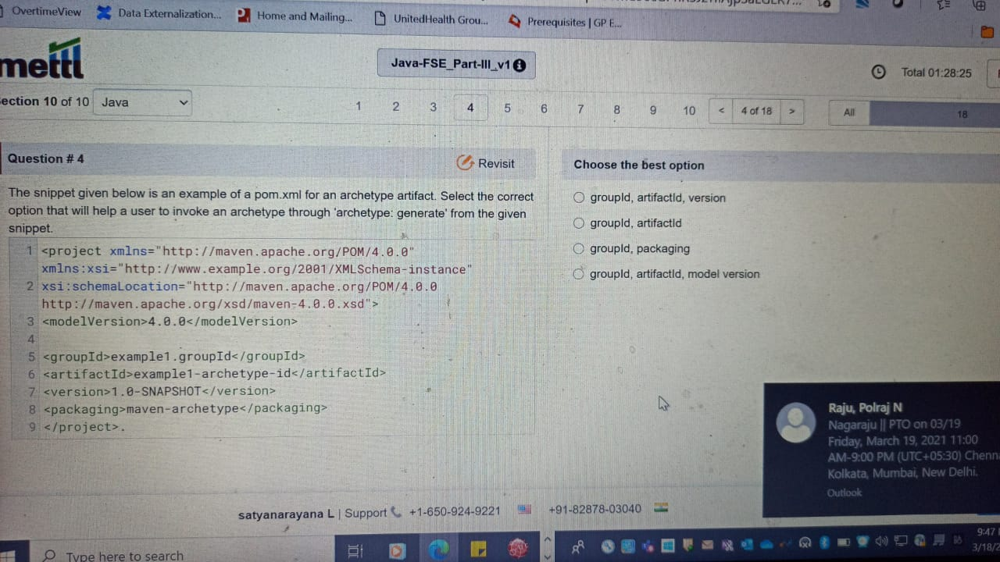 OvertimeView
Data Externalization...
Home and Mailing...
UnitedHealth Grou...
Prerequisites | GP E...
mettl
Java-FSE_Part-III_v1
Total 01:28:25
ection 10 of 10
Java
1 2 3 4 5 6 7 8 9 10
< 4 of 18 >
All
18
Question # 4
Revisit
The snippet given below is an example of a pom.xml for an archetype artifact. Select the correct
option that will help a user to invoke an archetype through 'archetype: generate' from the given
snippet.
1 <project xmlns="http://maven.apache.org/POM/4.0.0"
xmlns:xsi="http://www.example.org/2001/XMLSchema-instance"
2 xsi:schemaLocation="http://maven.apache.org/POM/4.0.0
http://maven.apache.org/xsd/maven-4.0.0.xsd">
3 <modelVersion>4.0.0</modelVersion>
4
5 <groupId>example1.groupId</groupId>
6 <artifactId>example1-archetype-id</artifactId>
7 <version>1.0-SNAPSHOT</version>
8 <packaging>maven-archetype</packaging>
9 </project>.
Choose the best option
groupId, artifactId, version
groupId, artifactId
groupId, packaging
groupId, artifactId, model version
Raju, Polraj N
Nagaraju || PTO on 03/19
Friday, March 19, 2021 11:00
AM-9:00 PM (UTC+05:30) Chenn
Kolkata, Mumbai, New Delhi.
Outlook
satyanarayana L | Support +1-650-924-9221 +91-82878-03040
Type here to search
9:47
3/18/2